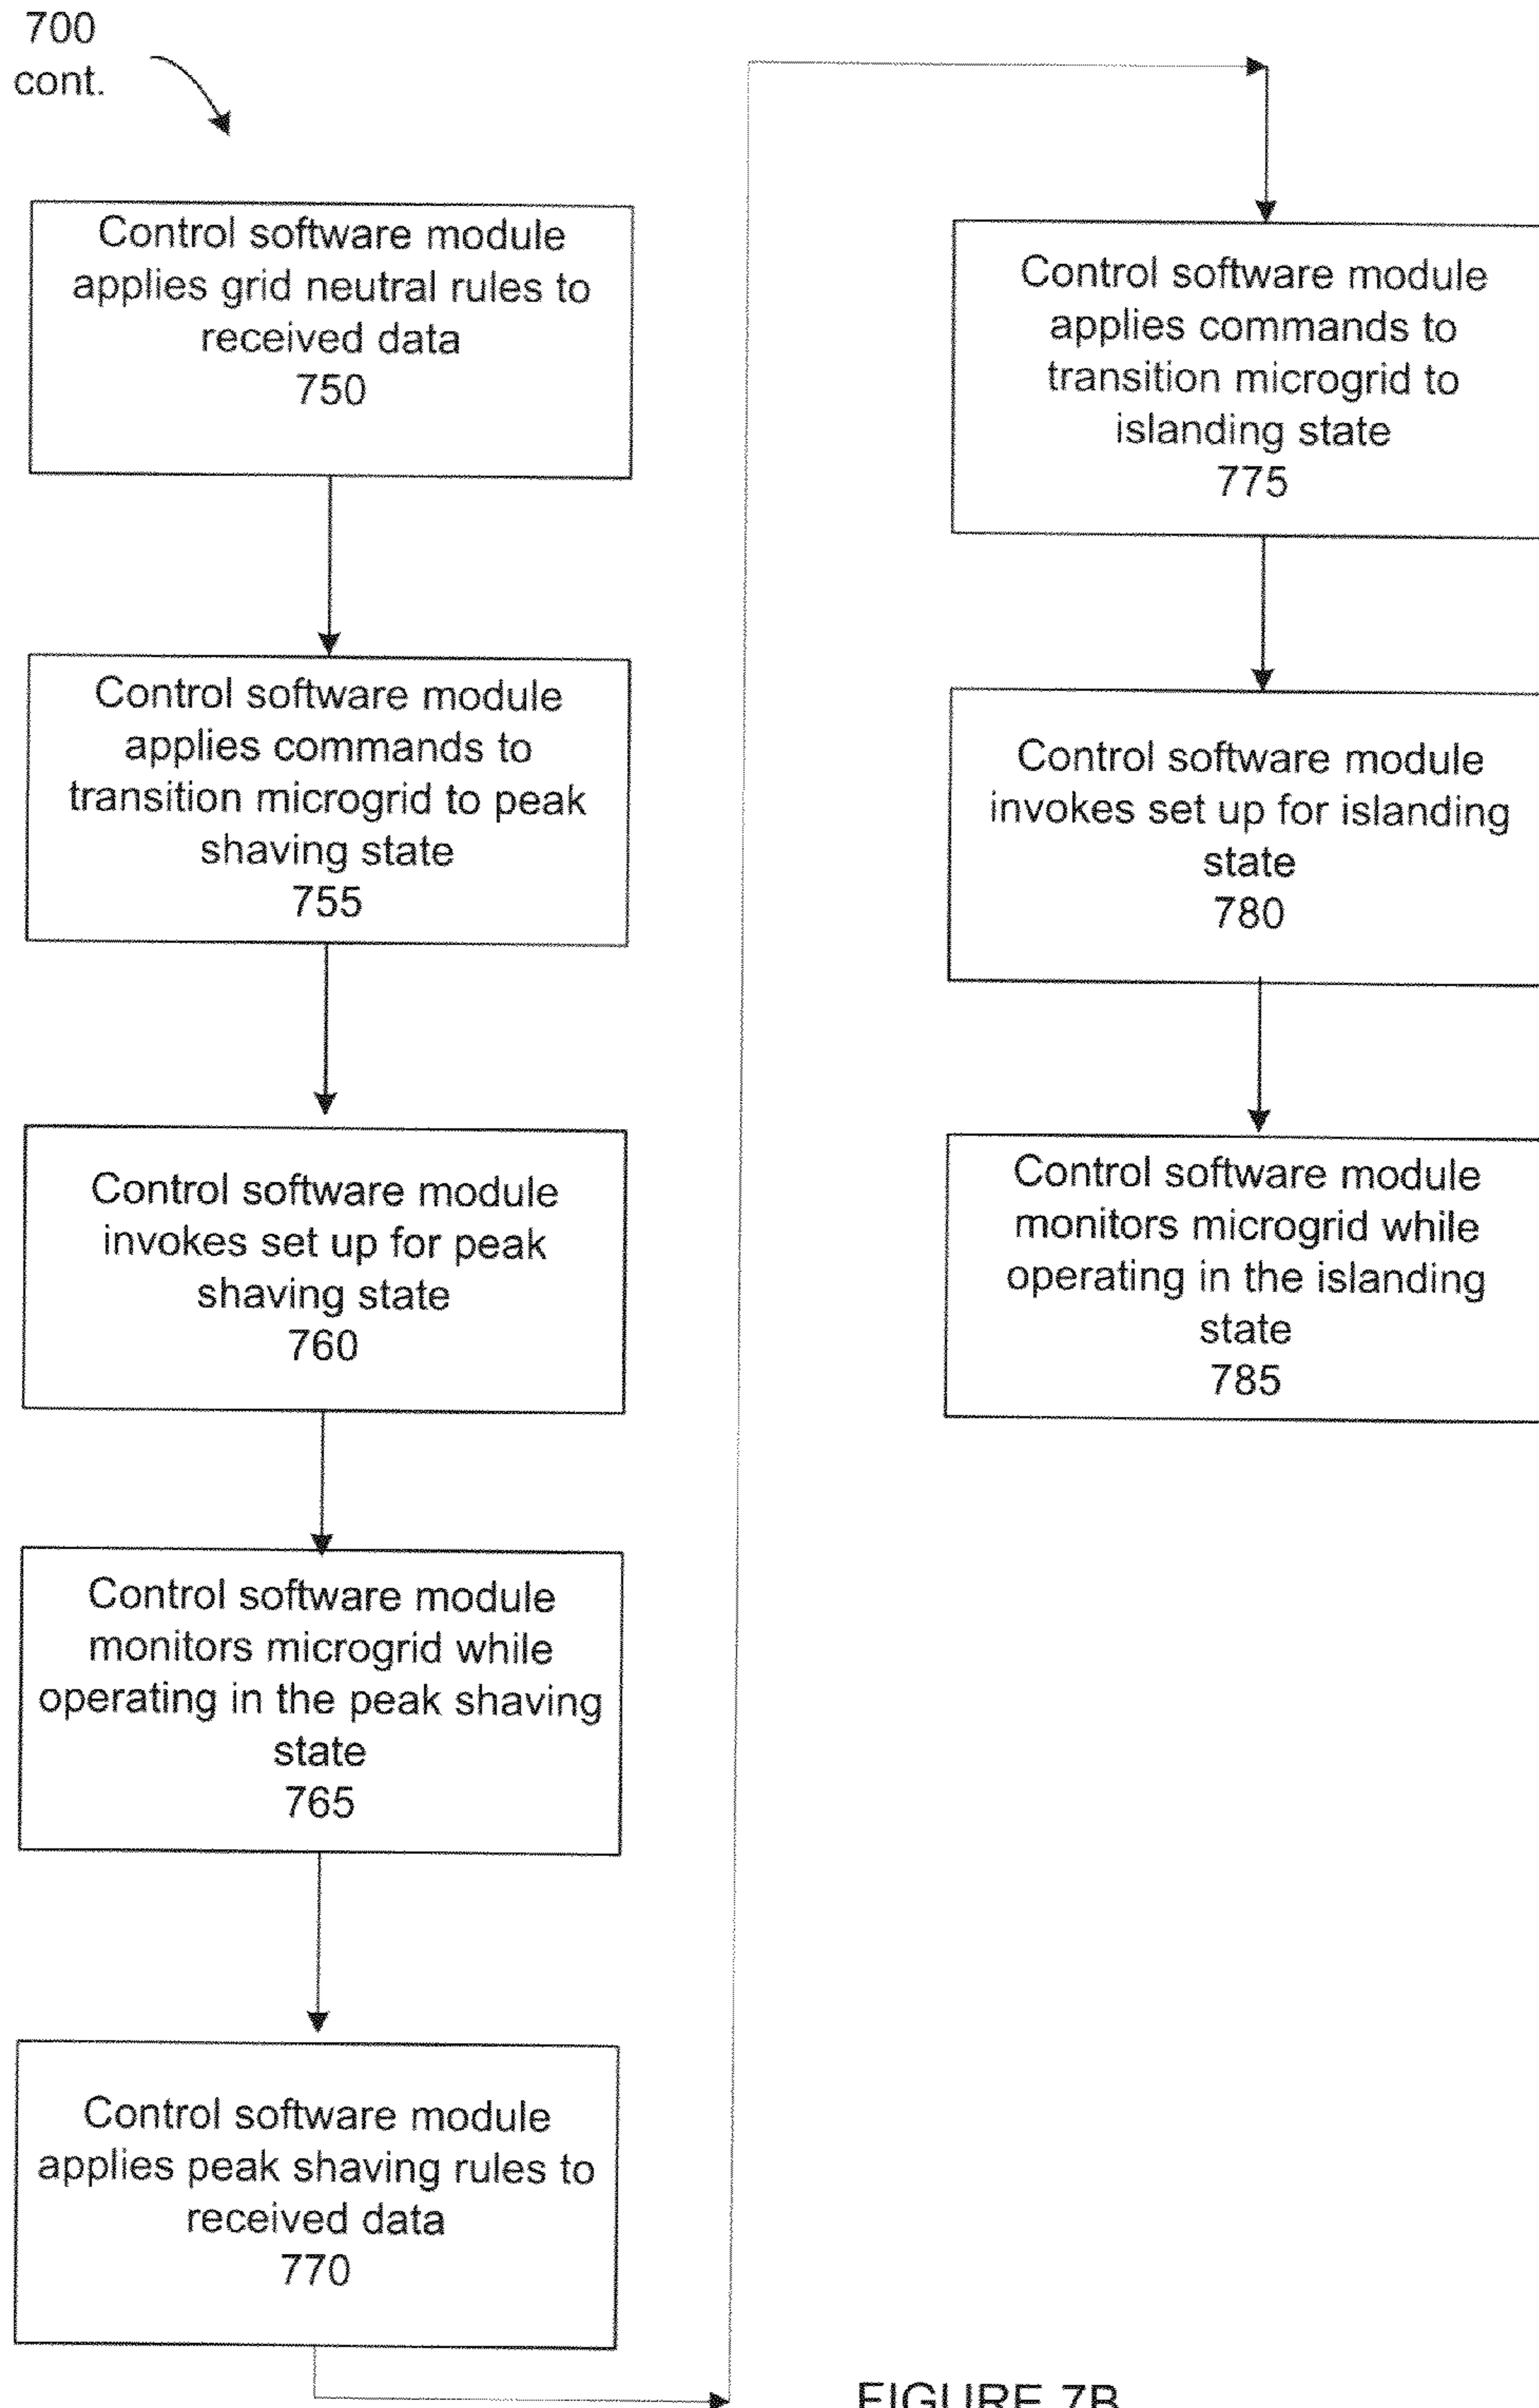 700
cont.
Control software module
applies grid neutral rules to
received data
750
Control software module
applies commands to
transition microgrid to peak
shaving state
755
Control software module
invokes set up for peak
shaving state
760
Control software module
monitors microgrid while
operating in the peak shaving
state
765
Control software module
applies peak shaving rules to
received data
770
Control software module
applies commands to
transition microgrid to
islanding state
775
Control software module
invokes set up for islanding
state
780
Control software module
monitors microgrid while
operating in the islanding
state
785
FIGURE 7B